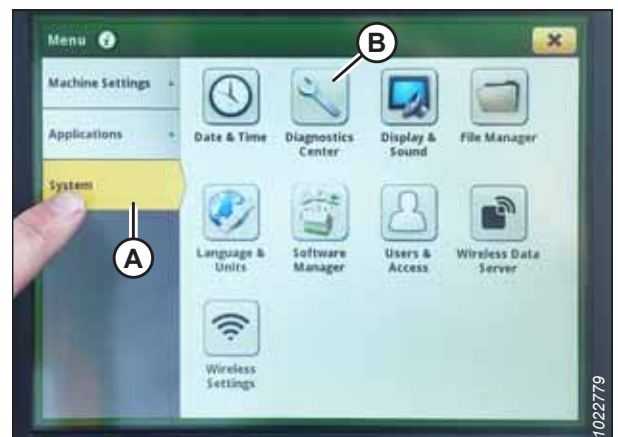 Menu
B
Machine Settings
Date & Time
Diagnostics
Center
Display &
Sound
File Manager
Applications
System
A
Language &
Units
Software
Manager
Users &
Access
Wireless Data
Server
Wireless
Settings
1022779